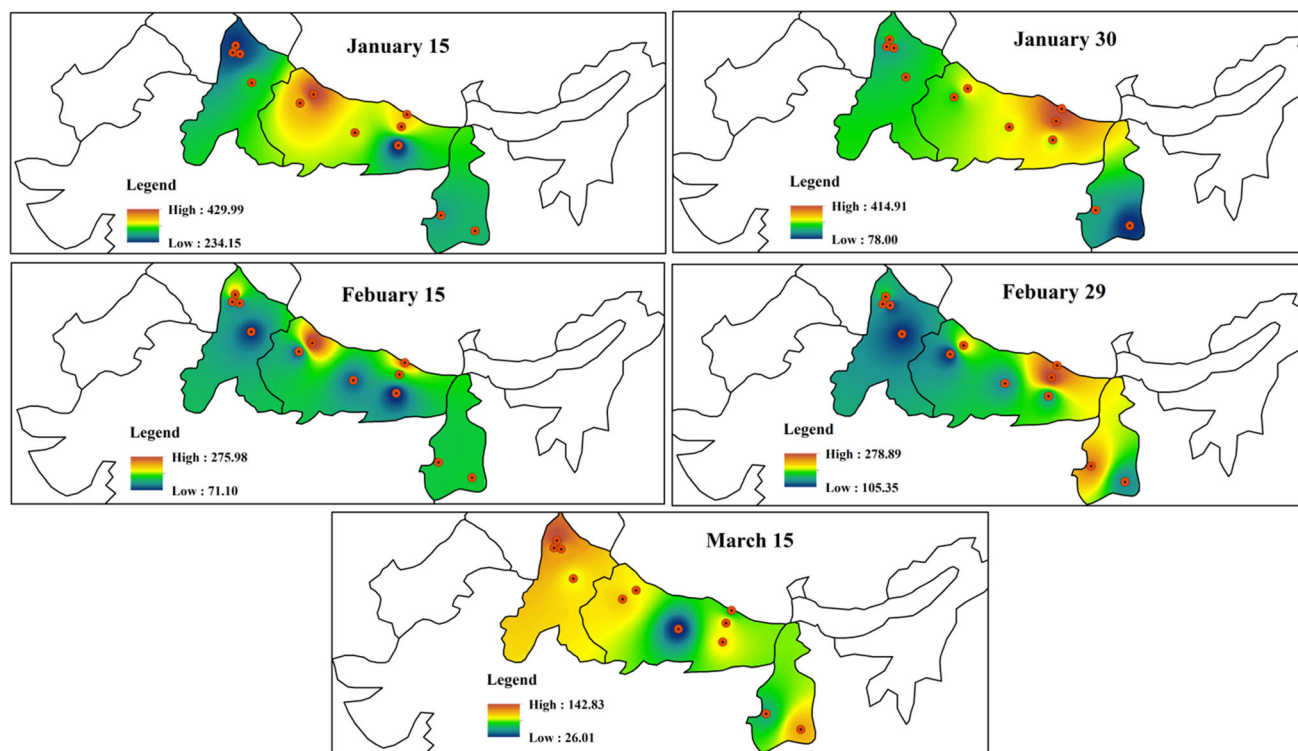 January 15
Legend
High : 429.99
Low : 234.15
January 30
Legend
High : 414.91
Low : 78.00
Febuary 15
Legend
High : 275.98
Low : 71.10
Febuary 29
Legend
High : 278.89
Low : 105.35
March 15
Legend
High : 142.83
Low : 26.01